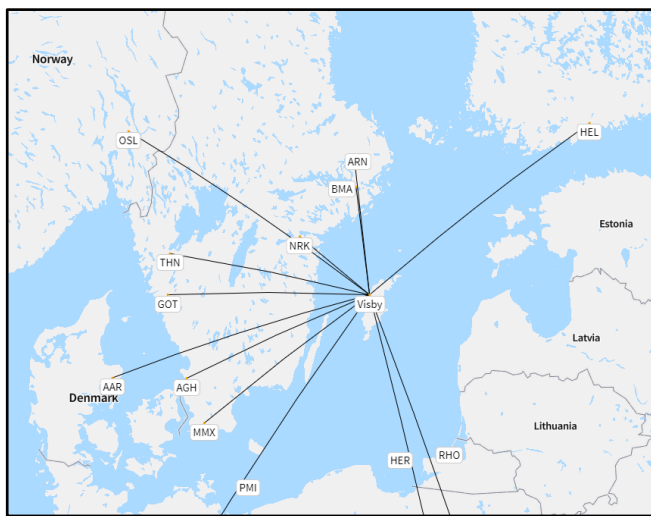 Norway
OSL
HEL
ARN
BMA
Estonia
NRK
THN
GOT
Visby
Latvia
AAR
AGH
Denmark
MMX
Lithuania
HER
RHO
PMI